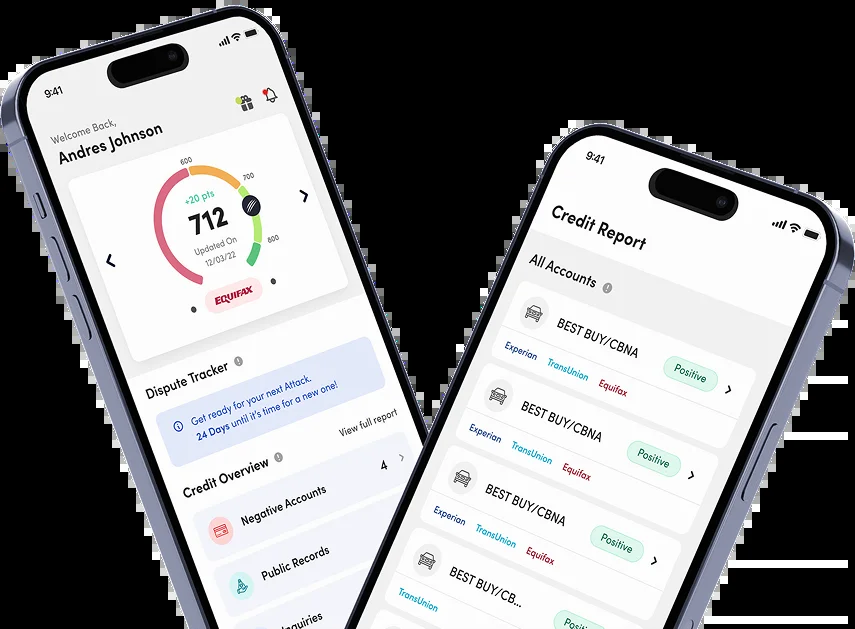 9:41
Welcome Back,
Andres Johnson
600
700
800
+20 pts
712
Updated On
12/03/22
EQUIFAX
Dispute Tracker
Get ready for your next Attack.
24 Days until it's time for a new one!
View full report
Credit Overview
Negative Accounts
4
Public Records
Inquiries
9:41
Credit Report
All Accounts
BEST BUY/CBNA
Positive
Experian TransUnion Equifax
BEST BUY/CBNA
Positive
Experian TransUnion Equifax
BEST BUY/CBNA
Positive
Experian TransUnion Equifax
BEST BUY/CB...
Positive
TransUnion